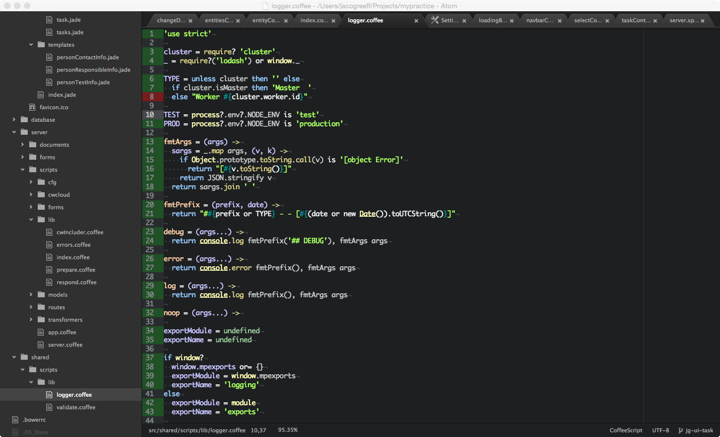 logger.coffee - /Users/jacogreeff/Projects/mypractice - Atom
changeD...
entitiesC...
entityCo...
index.co...
logger.coffee
Setti...
loadingB...
navbarC...
selectCo...
taskCont...
server.sp...
task.jade
tasks.jade
templates
personContactInfo.jade
personResponsibleInfo.jade
personTestInfo.jade
index.jade
favicon.ico
database
server
documents
forms
scripts
cfg
cwcloud
forms
lib
cwIncluder.coffee
errors.coffee
index.coffee
prepare.coffee
respond.coffee
models
routes
transformers
app.coffee
server.coffee
shared
scripts
lib
logger.coffee
validate.coffee
.bowerrc
.DS_Store
1 'use strict'
2
3 cluster = require? 'cluster'
4 _ = require?('lodash') or window._
5
6 TYPE = unless cluster then '' else
7 if cluster.isMaster then 'Master  '
8 else "Worker #{cluster.worker.id}"
9
10 TEST = process?.env?.NODE_ENV is 'test'
11 PROD = process?.env?.NODE_ENV is 'production'
12
13 fmtArgs = (args) ->
14 sargs = _.map args, (v, k) ->
15 if Object.prototype.toString.call(v) is '[object Error]'
16 return "[#{v.toString()}]"
17 return JSON.stringify v
18 return sargs.join ' '
19
20 fmtPrefix = (prefix, date) ->
21 return "##{prefix or TYPE} - - [#{(date or new Date()).toUTCString()}]"
22
23 debug = (args...) ->
24 return console.log fmtPrefix('## DEBUG'), fmtArgs args
25
26 error = (args...) ->
27 return console.error fmtPrefix(), fmtArgs args
28
29 log = (args...) ->
30 return console.log fmtPrefix(), fmtArgs args
31
32 noop = (args...) ->
33
34 exportModule = undefined
35 exportName = undefined
36
37 if window?
38 window.mpexports or= {}
39 exportModule = window.mpexports
40 exportName = 'logging'
41 else
42 exportModule = module
43 exportName = 'exports'
44
src/shared/scripts/lib/logger.coffee 10,37 95.35%
CoffeeScript UTF-8 jg-ui-task